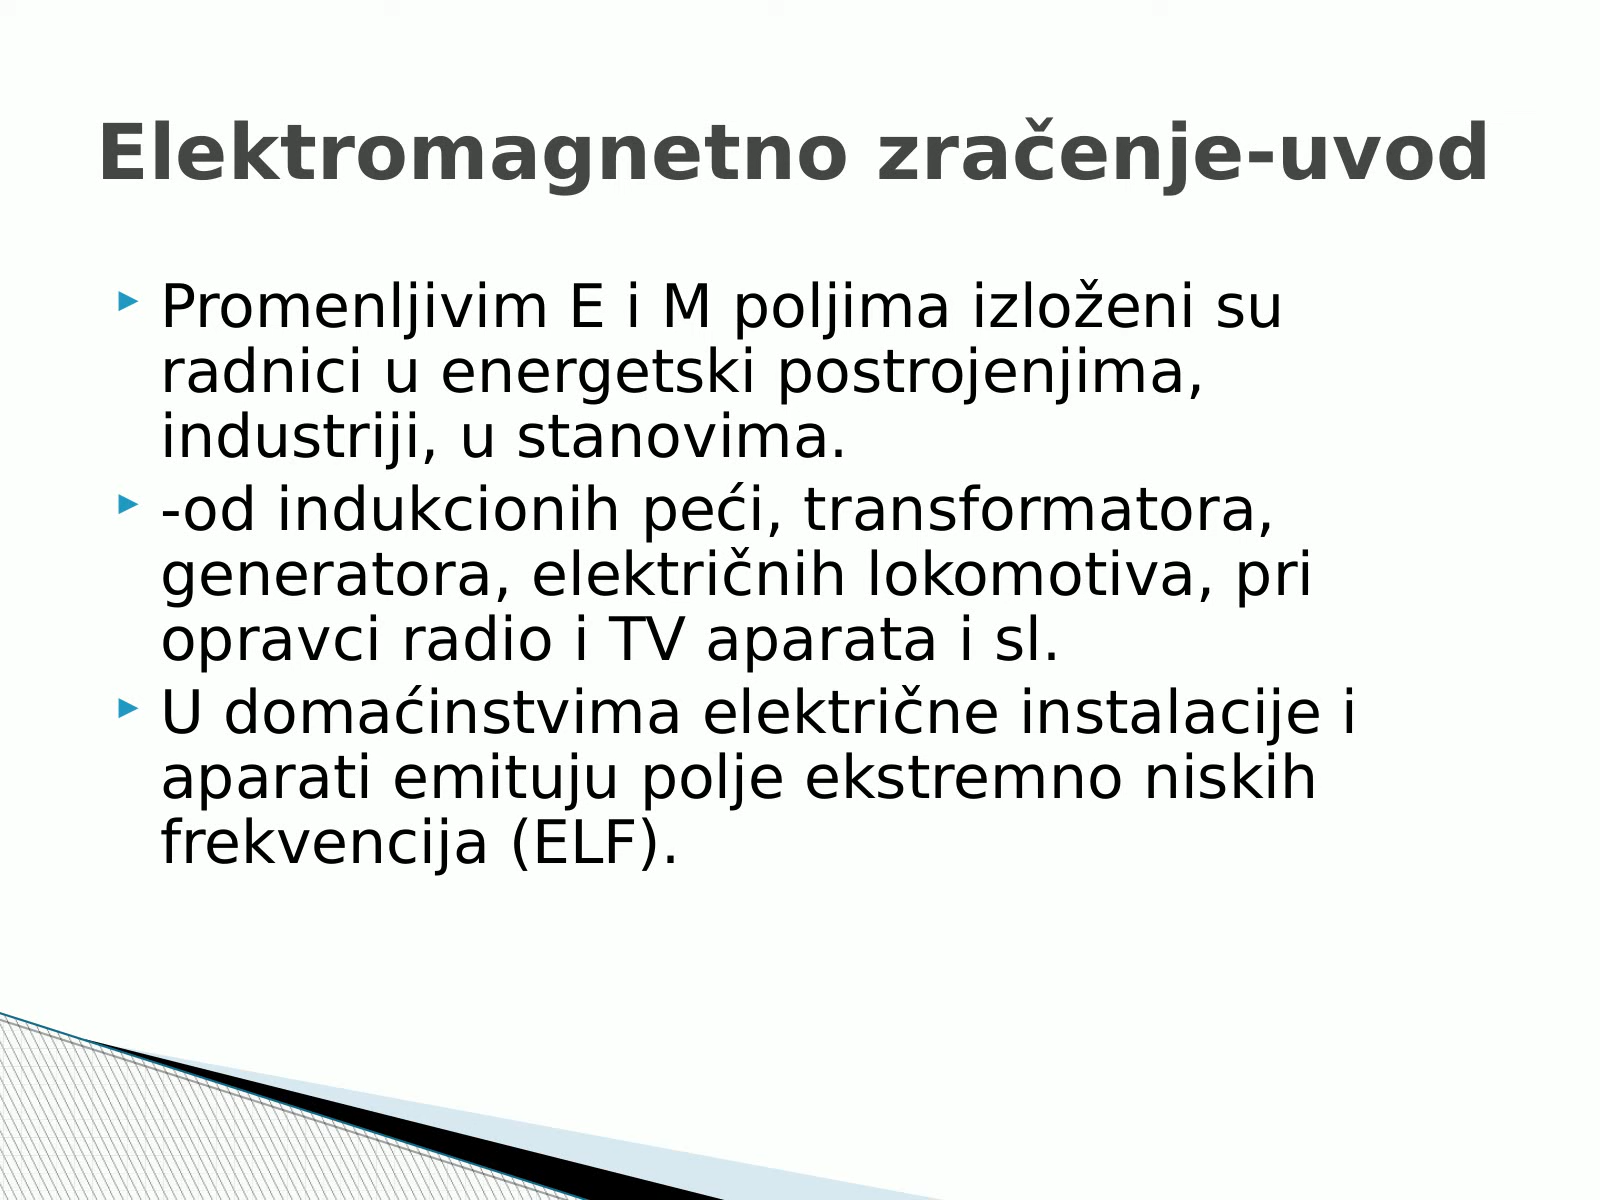 Elektromagnetno zračenje-uvod
Promenljivim E i M poljima izloženi su
radnici u energetski postrojenjima,
industriji, u stanovima.
-od indukcionih peći, transformatora,
generatora, električnih lokomotiva, pri
opravci radio i TV aparata i sl.
U domaćinstvima električne instalacije i
aparati emituju polje ekstremno niskih
frekvencija (ELF).